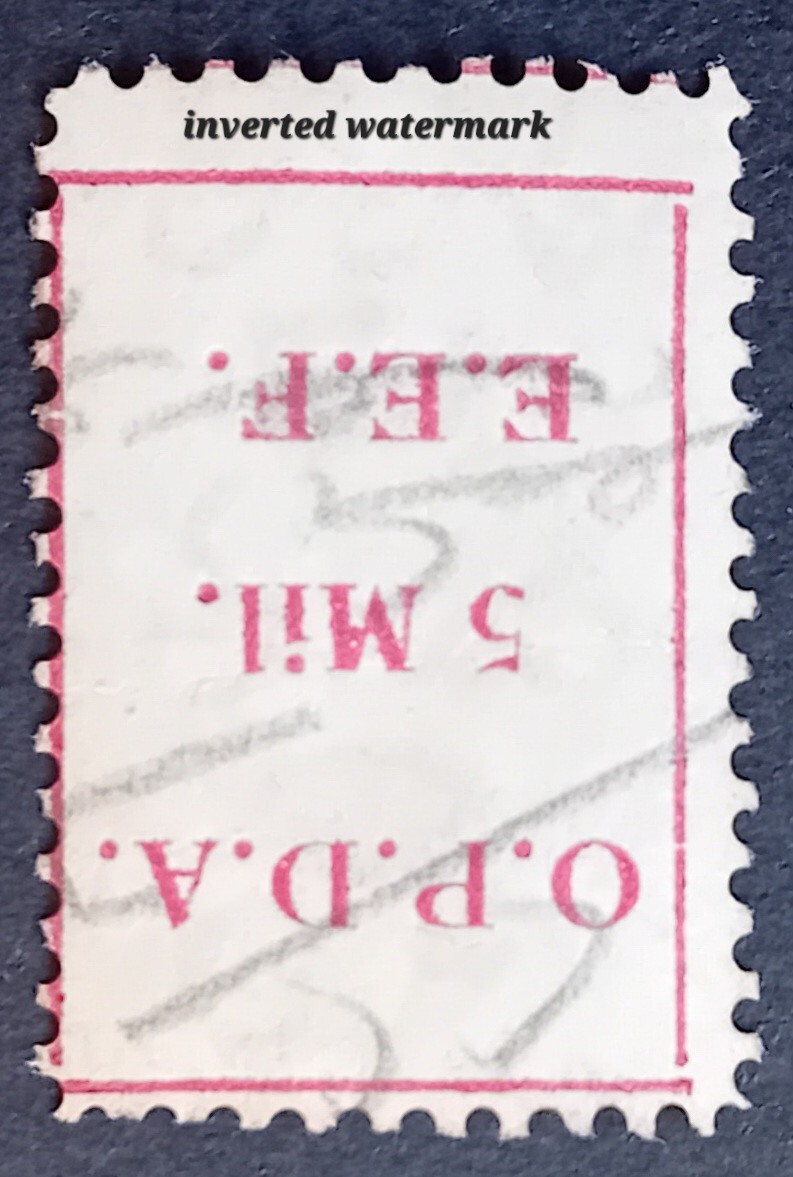 inverted watermark
O.P.D.A.
5 Mil.
E.E.F.